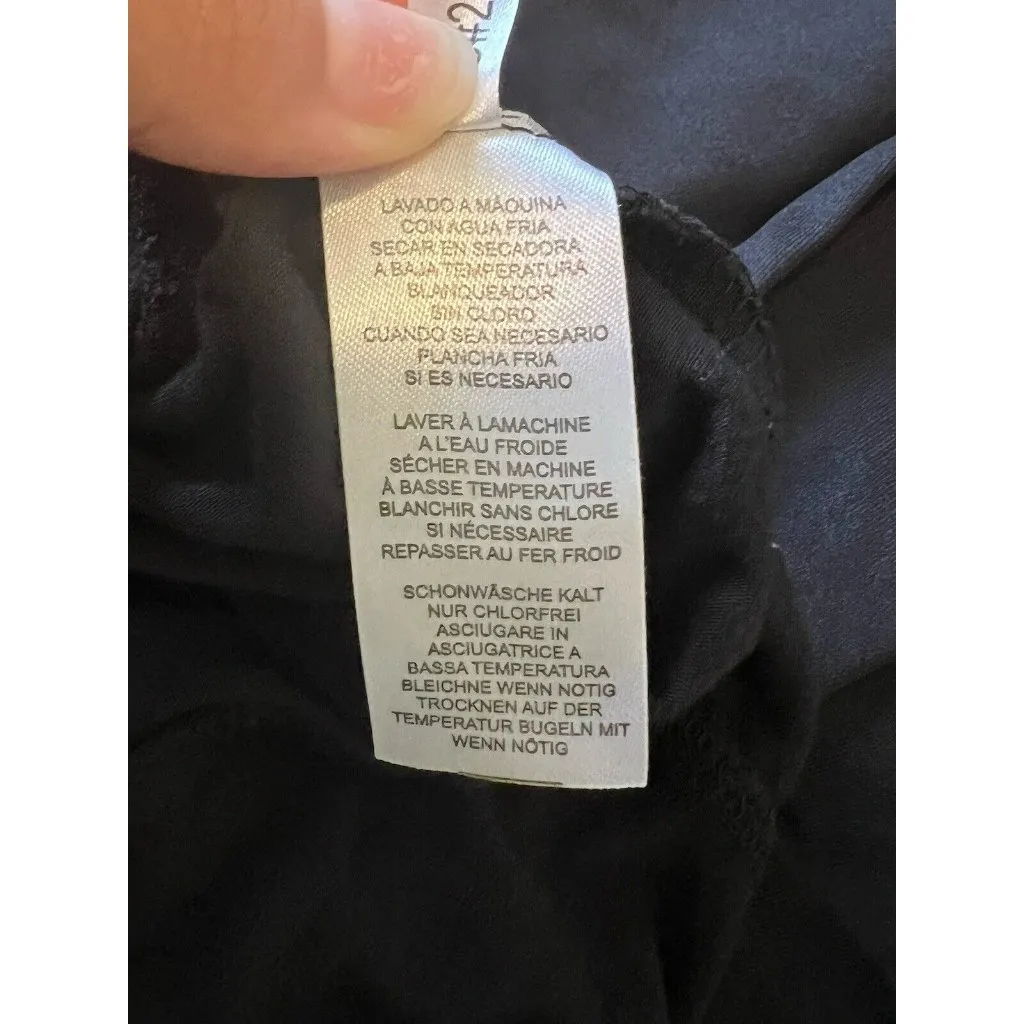 #2
LAVADO A MÁQUINA
CON AGUA FRIA
SECAR EN SECADORA
A BAJA TEMPERATURA
BLANQUEADOR
SIN CLORO
CUANDO SEA NECESARIO
PLANCHA FRIA
SI ES NECESARIO
LAVER À LAMACHINE
A L'EAU FROIDE
SÉCHER EN MACHINE
À BASSE TEMPERATURE
BLANCHIR SANS CHLORE
SI NÉCESSAIRE
REPASSER AU FER FROID
SCHONWÄSCHE KALT
NUR CHLORFREI
ASCIUGARE IN
ASCIUGATRICE A
BASSA TEMPERATURA
BLEICHNE WENN NOTIG
TROCKNEN AUF DER
TEMPERATUR BUGELN MIT
WENN NÖTIG